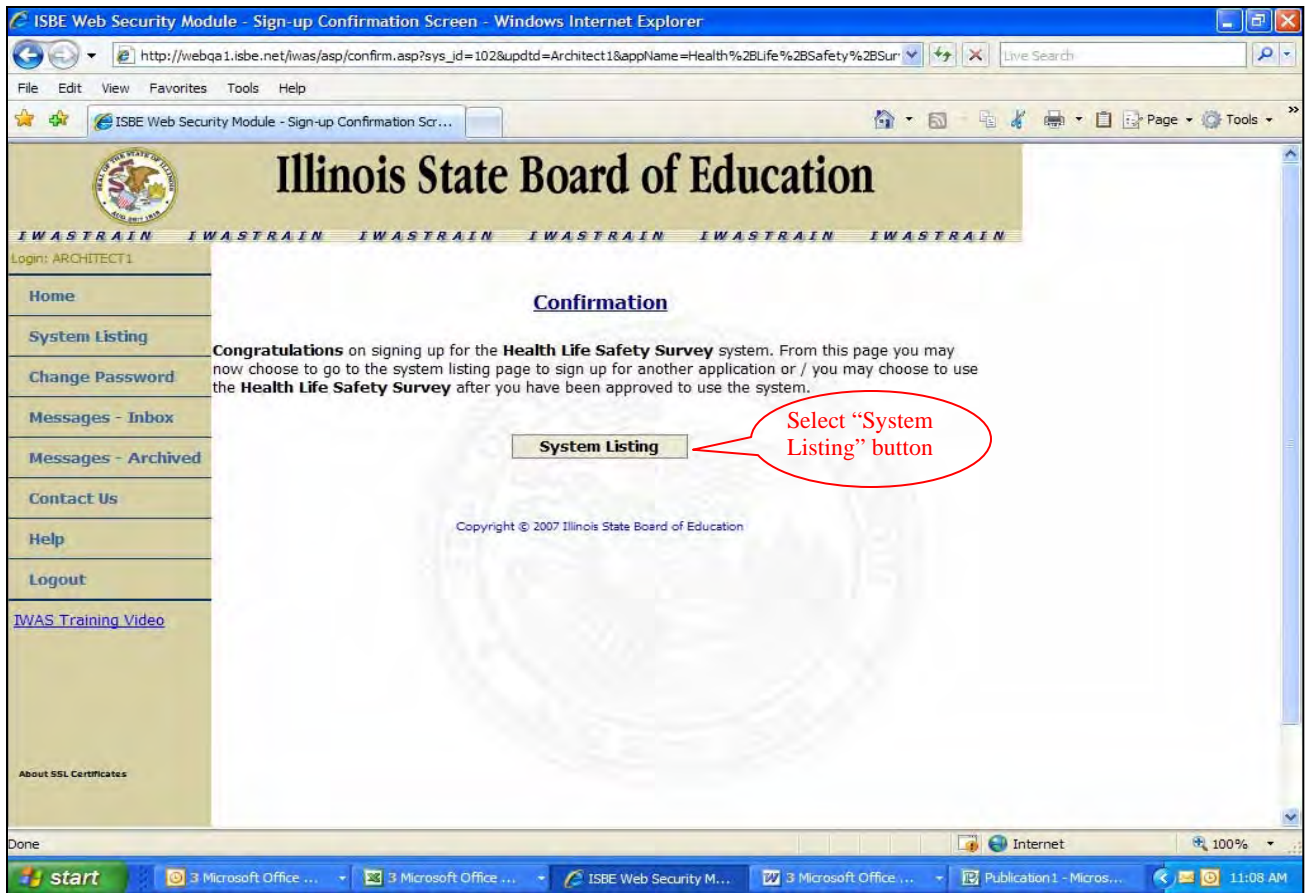 ISBE Web Security Module - Sign-up Confirmation Screen - Windows Internet Explorer
http://webqa1.isbe.net/iwas/asp/confirm.asp?sys_id=102&updtd=Architect1&appName=Health%2BLife%2BSafety%2BSur
Live Search
File Edit View Favorites Tools Help
ISBE Web Security Module - Sign-up Confirmation Scr...
Page Tools »
Illinois State Board of Education
IWASTRAIN IWASTRAIN IWASTRAIN IWASTRAIN IWASTRAIN IWASTRAIN
Login: ARCHITECT1
Home
System Listing
Change Password
Messages - Inbox
Messages - Archived
Contact Us
Help
Logout
IWAS Training Video
About SSL Certificates
Confirmation
Congratulations on signing up for the Health Life Safety Survey system. From this page you may
now choose to go to the system listing page to sign up for another application or / you may choose to use
the Health Life Safety Survey after you have been approved to use the system.
System Listing
Select “System
Listing” button
Copyright © 2007 Illinois State Board of Education
Done
Internet
100%
start
3 Microsoft Office ...
3 Microsoft Office ...
ISBE Web Security M...
3 Microsoft Office ...
Publication1 - Micros...
11:08 AM